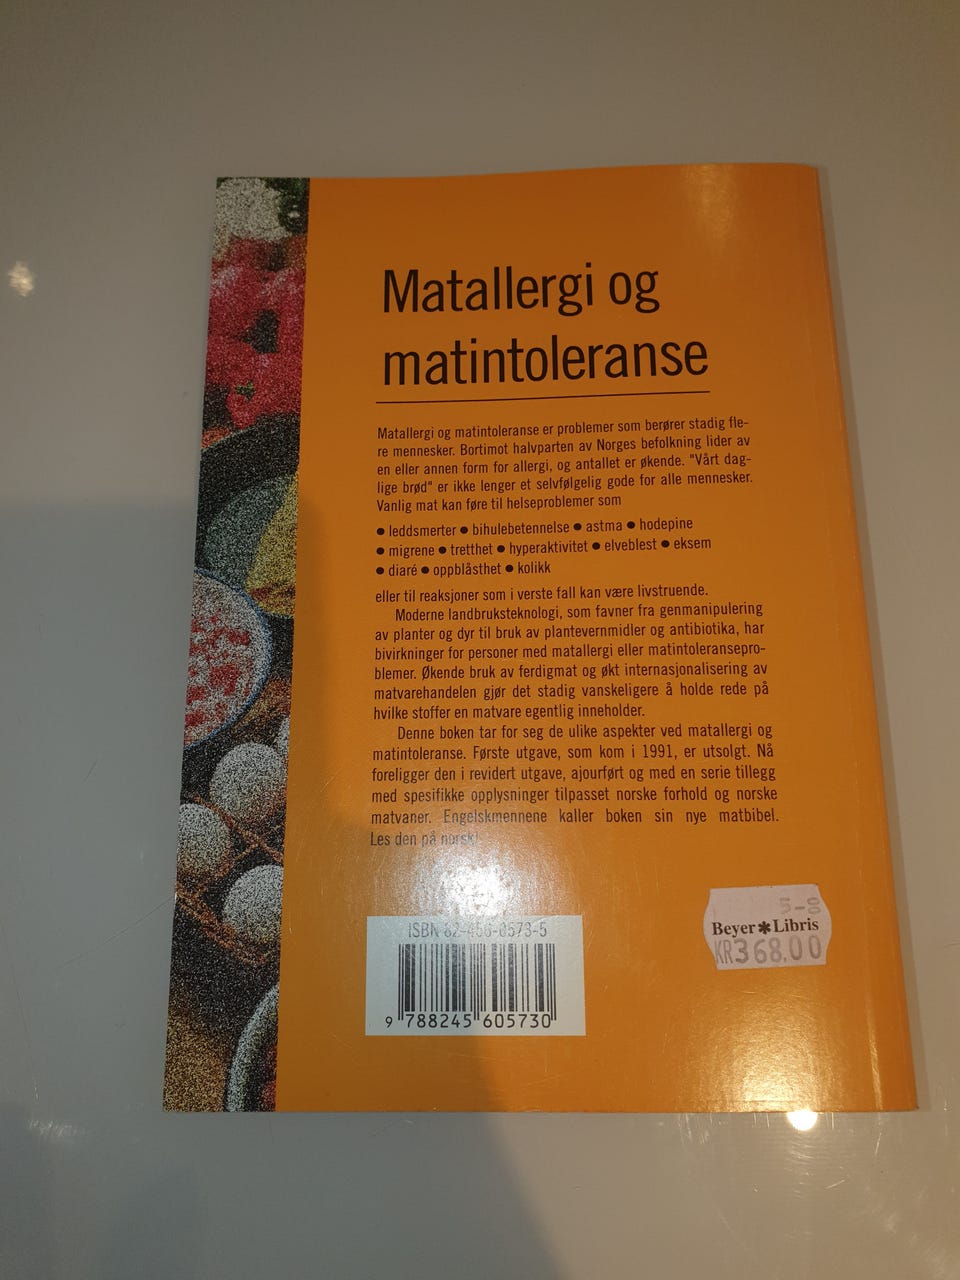 Matallergi og
matintoleranse
Matallergi og matintoleranse er problemer som berører stadig fle-
re mennesker. Bortimot halvparten av Norges befolkning lider av
en eller annen form for allergi, og antallet er økende. "Vårt dag-
lige brød" er ikke lenger et selvfølgelig gode for alle mennesker.
Vanlig mat kan føre til helseproblemer som
● leddsmerter ● bihulebetennelse ● astma ● hodepine
● migrene ● tretthet ● hyperaktivitet ● elveblest ● eksem
● diaré ● oppblåsthet ● kolikk
eller til reaksjoner som i verste fall kan være livstruende.
Moderne landbruksteknologi, som favner fra genmanipulering
av planter og dyr til bruk av plantevernmidler og antibiotika, har
bivirkninger for personer med matallergi eller matintoleransepro-
blemer. Økende bruk av ferdigmat og økt internasjonalisering av
matvarehandelen gjør det stadig vanskeligere å holde rede på
hvilke stoffer en matvare egentlig inneholder.
Denne boken tar for seg de ulike aspekter ved matallergi og
matintoleranse. Første utgave, som kom i 1991, er utsolgt. Nå
foreligger den i revidert utgave, ajourført og med en serie tillegg
med spesifikke opplysninger tilpasset norske forhold og norske
matvaner. Engelskmennene kaller boken sin nye matbibel.
Les den på norsk!
ISBN 82-456-0573-5
9 788245 605730
5-8
Beyer✱Libris
KR368.00